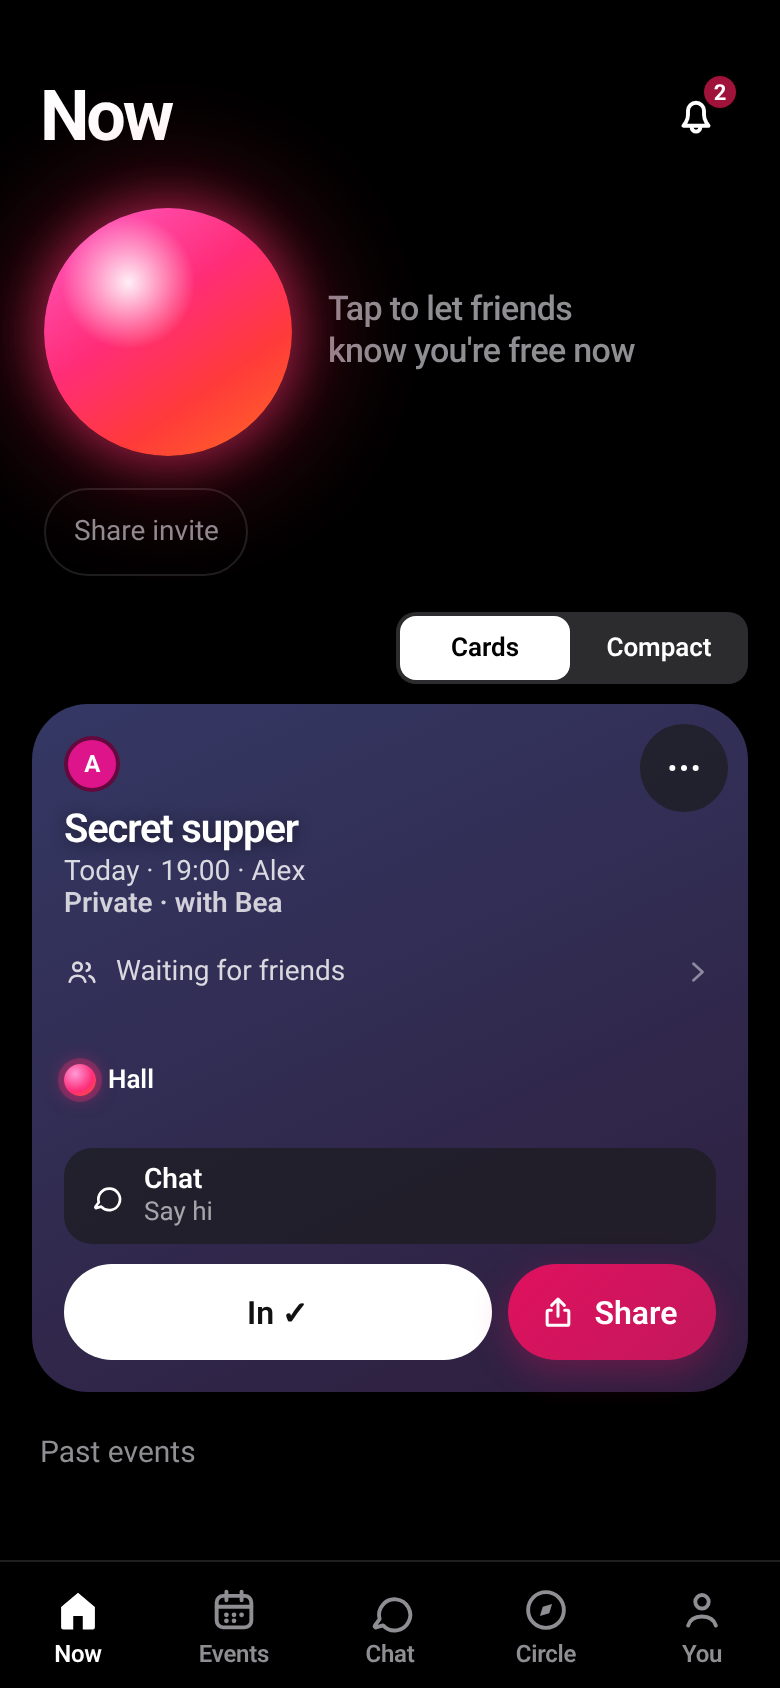 Now
2
Tap to let friends
know you're free now
Share invite
Cards
Compact
A
Secret supper
Today · 19:00 · Alex
Private · with Bea
Waiting for friends
Hall
Chat
Say hi
In ✓
Share
Past events
Now
Events
Chat
Circle
You